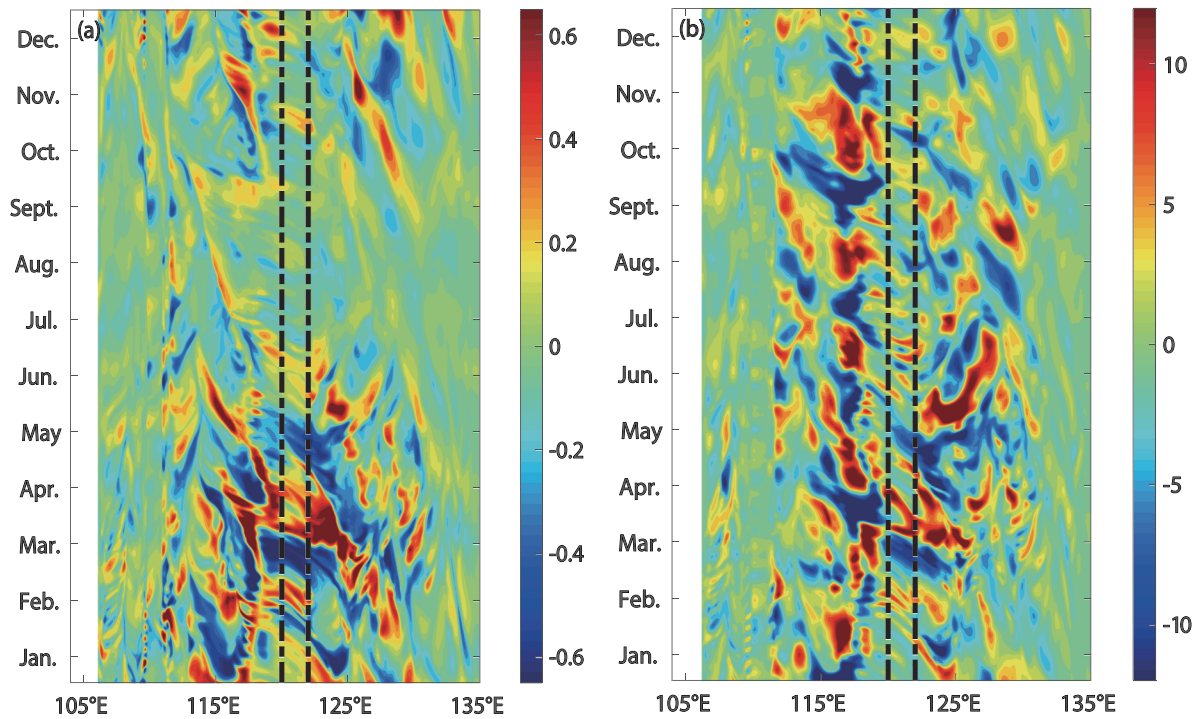 (a)
Dec.
Nov.
Oct.
Sept.
Aug.
Jul.
Jun.
May
Apr.
Mar.
Feb.
Jan.
105°E
115°E
125°E
135°E
0.6
0.4
0.2
0
-0.2
-0.4
-0.6
(b)
Dec.
Nov.
Oct.
Sept.
Aug.
Jul.
Jun.
May
Apr.
Mar.
Feb.
Jan.
105°E
115°E
125°E
135°E
10
5
0
-5
-10